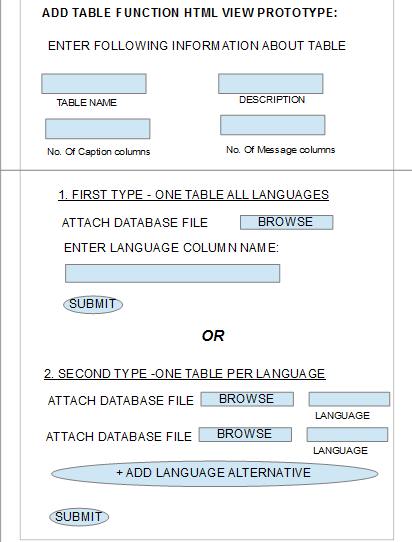 ADD TABLE FUNCTION HTML VIEW PROTOTYPE:
ENTER FOLLOWING INFORMATION ABOUT TABLE
TABLE NAME
DESCRIPTION
No. Of Caption columns
No. Of Message columns
1. FIRST TYPE - ONE TABLE ALL LANGUAGES
ATTACH DATABASE FILE BROWSE
ENTER LANGUAGE COLUMN NAME:
SUBMIT
OR
2. SECOND TYPE -ONE TABLE PER LANGUAGE
ATTACH DATABASE FILE BROWSE
LANGUAGE
ATTACH DATABASE FILE BROWSE
LANGUAGE
+ ADD LANGUAGE ALTERNATIVE
SUBMIT